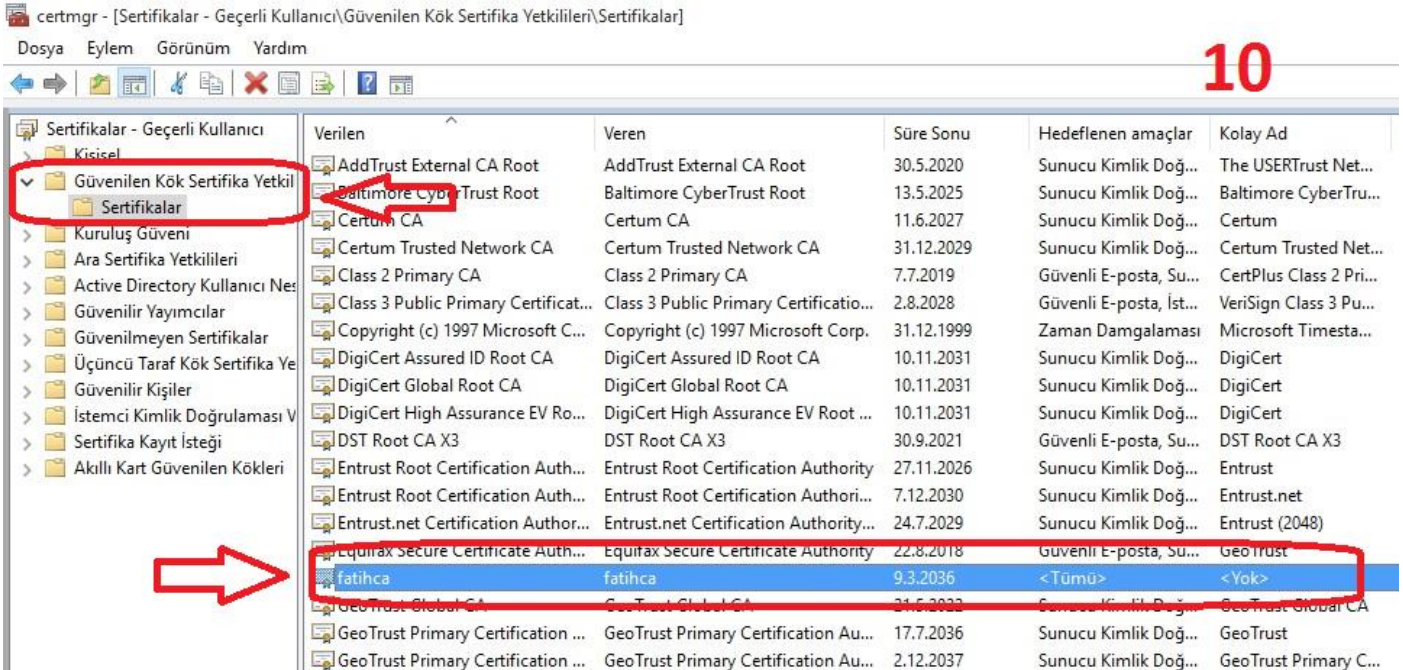 certmgr - [Sertifikalar - Geçerli Kullanıcı\Güvenilen Kök Sertifika Yetkilileri\Sertifikalar]
Dosya Eylem Görünüm Yardım
10
Sertifikalar - Geçerli Kullanıcı
Kişisel
Güvenilen Kök Sertifika Yetkil
Sertifikalar
Kuruluş Güveni
Ara Sertifika Yetkilileri
Active Directory Kullanıcı Nes
Güvenilir Yayımcılar
Güvenilmeyen Sertifikalar
Üçüncü Taraf Kök Sertifika Ye
Güvenilir Kişiler
İstemci Kimlik Doğrulaması V
Sertifika Kayıt İsteği
Akıllı Kart Güvenilen Kökleri
Verilen Veren Süre Sonu Hedeflenen amaçlar Kolay Ad
AddTrust External CA Root AddTrust External CA Root 30.5.2020 Sunucu Kimlik Doğ... The USERTrust Net...
Baltimore CyberTrust Root Baltimore CyberTrust Root 13.5.2025 Sunucu Kimlik Doğ... Baltimore CyberTru...
Certum CA Certum CA 11.6.2027 Sunucu Kimlik Doğ... Certum
Certum Trusted Network CA Certum Trusted Network CA 31.12.2029 Sunucu Kimlik Doğ... Certum Trusted Net...
Class 2 Primary CA Class 2 Primary CA 7.7.2019 Güvenli E-posta, Su... CertPlus Class 2 Pri...
Class 3 Public Primary Certificat... Class 3 Public Primary Certificatio... 2.8.2028 Güvenli E-posta, İst... VeriSign Class 3 Pu...
Copyright (c) 1997 Microsoft C... Copyright (c) 1997 Microsoft Corp. 31.12.1999 Zaman Damgalaması Microsoft Timesta...
DigiCert Assured ID Root CA DigiCert Assured ID Root CA 10.11.2031 Sunucu Kimlik Doğ... DigiCert
DigiCert Global Root CA DigiCert Global Root CA 10.11.2031 Sunucu Kimlik Doğ... DigiCert
DigiCert High Assurance EV Ro... DigiCert High Assurance EV Root ... 10.11.2031 Sunucu Kimlik Doğ... DigiCert
DST Root CA X3 DST Root CA X3 30.9.2021 Güvenli E-posta, Su... DST Root CA X3
Entrust Root Certification Auth... Entrust Root Certification Authority 27.11.2026 Sunucu Kimlik Doğ... Entrust
Entrust Root Certification Auth... Entrust Root Certification Authori... 7.12.2030 Sunucu Kimlik Doğ... Entrust.net
Entrust.net Certification Author... Entrust.net Certification Authority... 24.7.2029 Sunucu Kimlik Doğ... Entrust (2048)
Equifax Secure Certificate Auth... Equifax Secure Certificate Authority 22.8.2018 Güvenli E-posta, Su... GeoTrust
fatihca fatihca 9.3.2036 <Tümü> <Yok>
GeoTrust Global CA GeoTrust Global CA 21.5.2022 Sunucu Kimlik Doğ... GeoTrust Global CA
GeoTrust Primary Certification ... GeoTrust Primary Certification Au... 17.7.2036 Sunucu Kimlik Doğ... GeoTrust
GeoTrust Primary Certification ... GeoTrust Primary Certification Au... 2.12.2037 Sunucu Kimlik Doğ... GeoTrust Primary C...